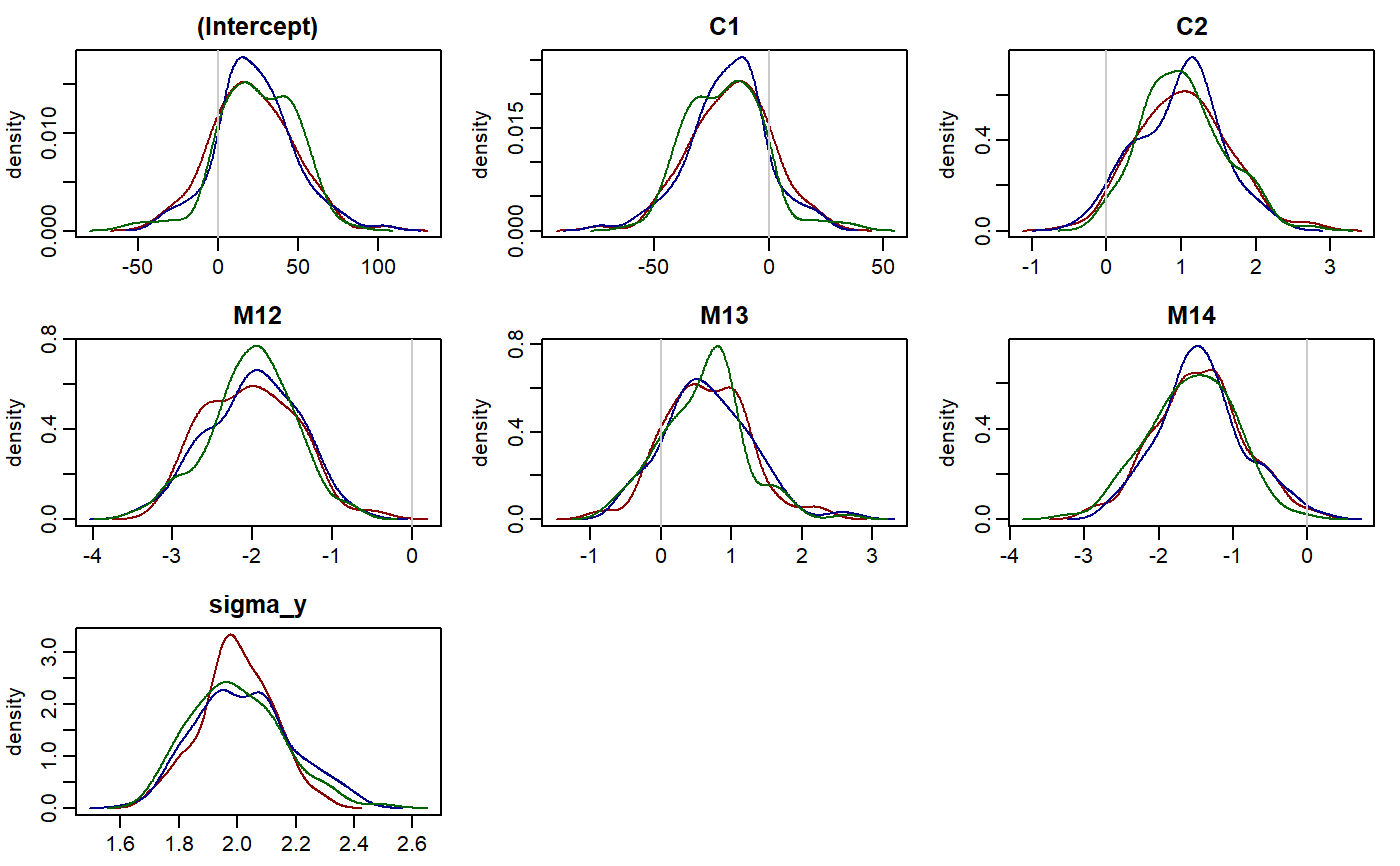 (Intercept)
density
0.000 0.010
-50 0 50 100
C1
density
0.000 0.015
-50 0 50
C2
density
0.0 0.4
-1 0 1 2 3
M12
density
0.0 0.4 0.8
-4 -3 -2 -1 0
M13
density
0.0 0.4 0.8
-1 0 1 2 3
M14
density
0.0 0.4
-4 -3 -2 -1 0
sigma_y
density
0.0 1.0 2.0 3.0
1.6 1.8 2.0 2.2 2.4 2.6